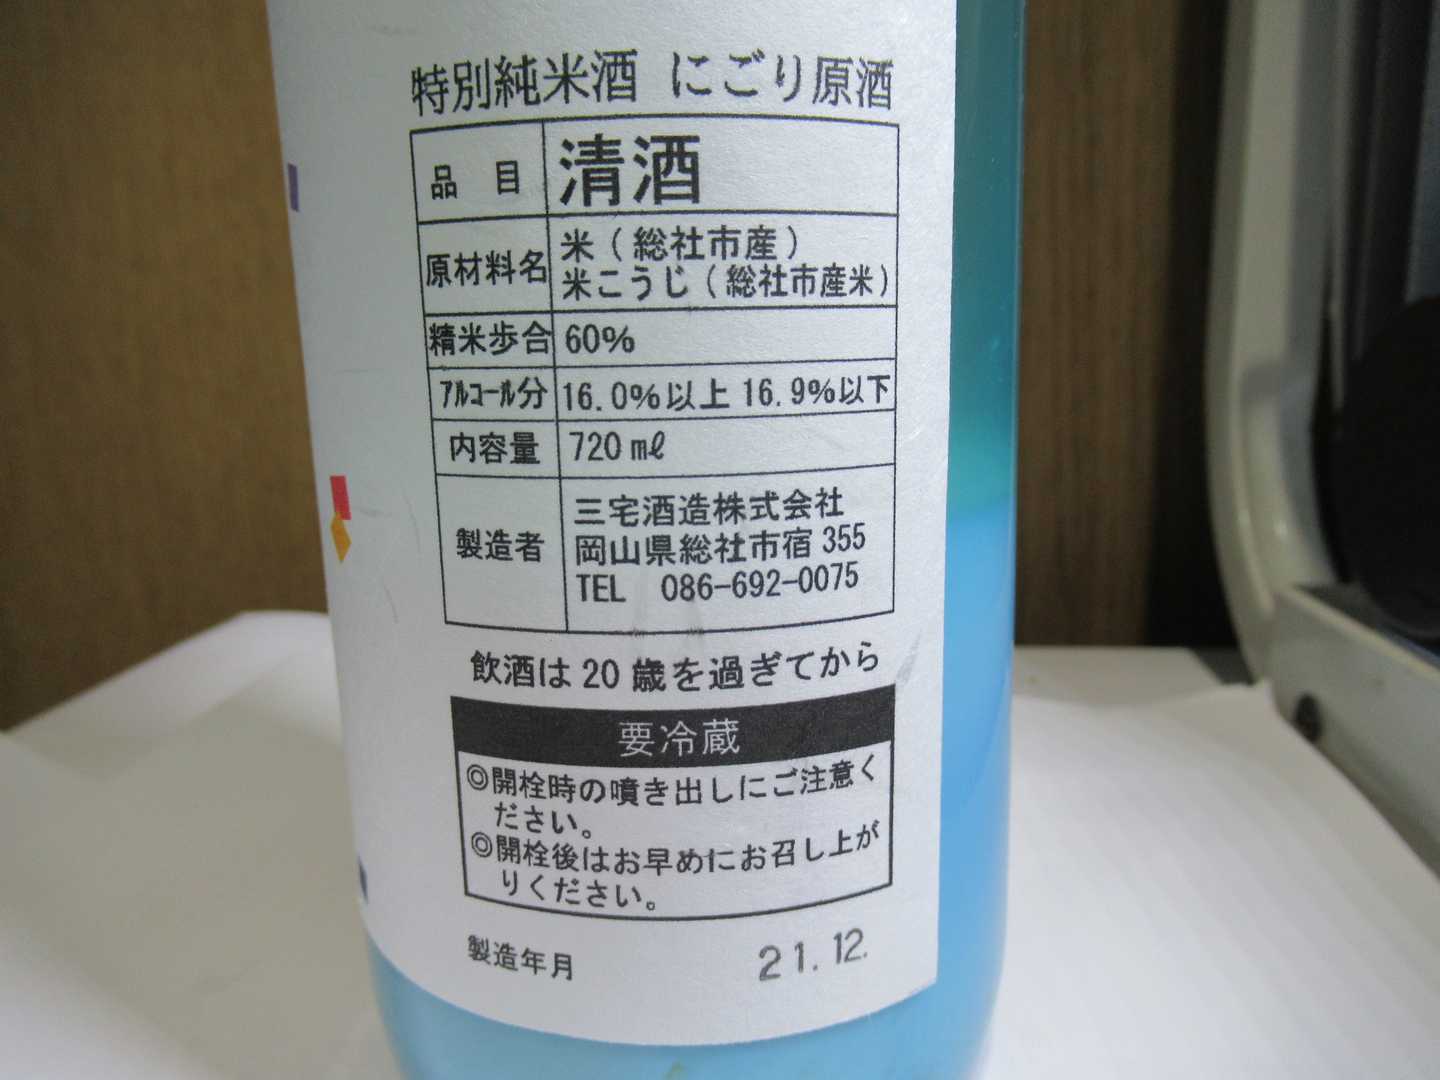 特別純米酒 にごり原酒
品 目 清酒
原材料名 米(総社市産)
米こうじ(総社市産米)
精米歩合 60%
アルコール分 16.0%以上16.9%以下
内容量 720㎖
製造者 三宅酒造株式会社
岡山県総社市宿355
TEL 086-692-0075
飲酒は20歳を過ぎてから
要冷蔵
◎開栓時の噴き出しにご注意く
ださい。
◎開栓後はお早めにお召し上が
りください。
製造年月 21.12.